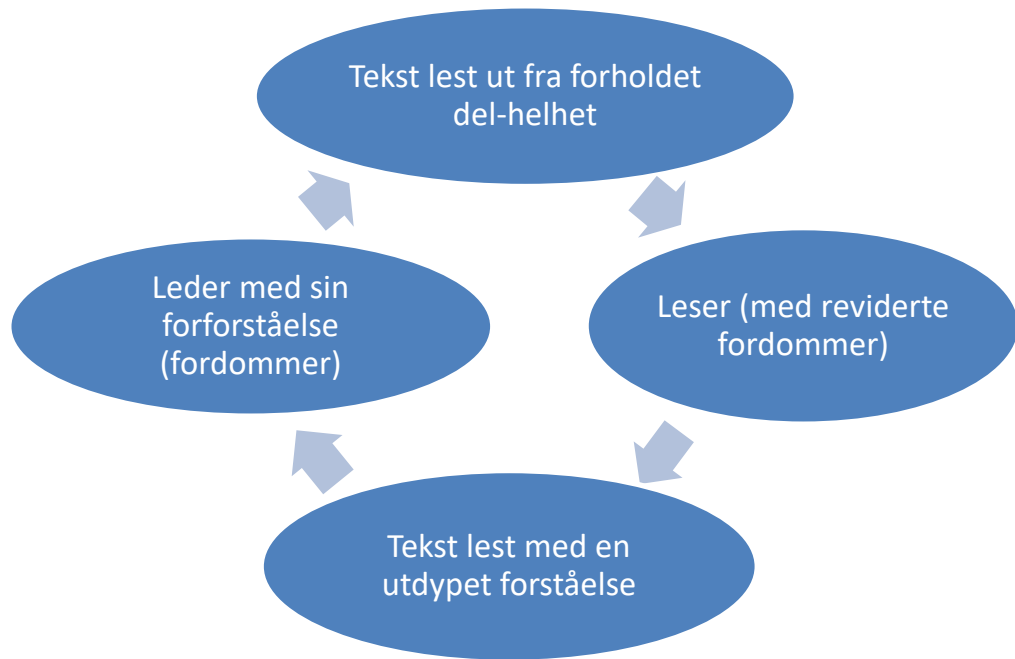 Tekst lest ut fra forholdet
del-helhet
Leder med sin
forforståelse
(fordommer)
Leser (med reviderte
fordommer)
Tekst lest med en
utdypet forståelse